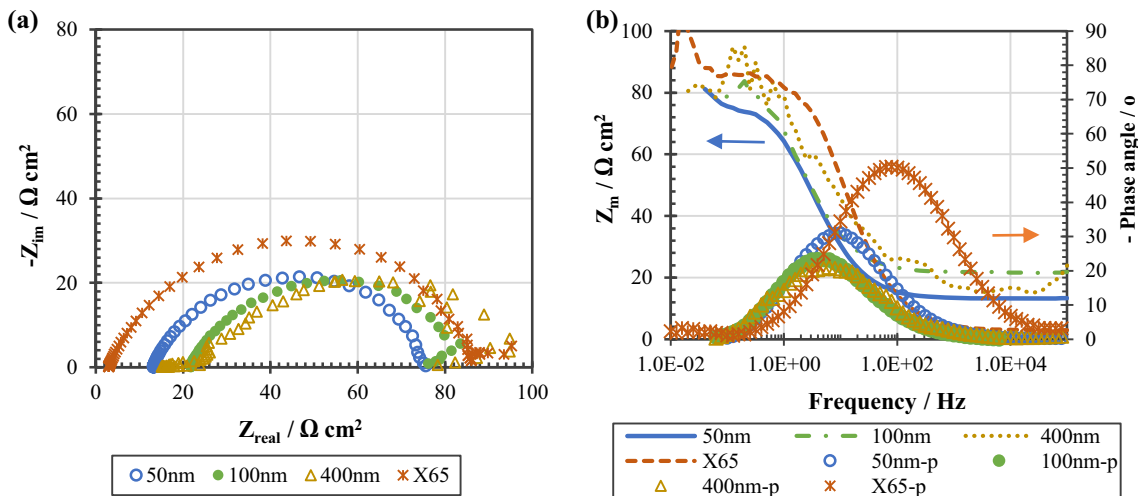 (a)
80
60
40
20
0
-Z_im / Ω cm²
0 20 40 60 80 100
Z_real / Ω cm²
50nm 100nm 400nm X65
(b)
100
80
60
40
20
0
Z_m / Ω cm²
90
80
70
60
50
40
30
20
10
0
- Phase angle / o
1.0E-02 1.0E+00 1.0E+02 1.0E+04
Frequency / Hz
50nm 100nm 400nm
X65 50nm-p 100nm-p
400nm-p X65-p